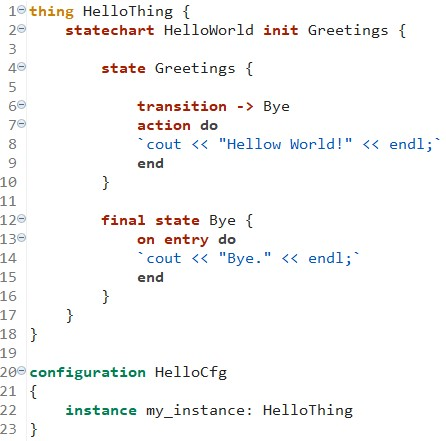 1 thing HelloThing {
2     statechart HelloWorld init Greetings {
3
4         state Greetings {
5
6             transition -> Bye
7             action do
8             `cout << "Hellow World!" << endl;`
9             end
10         }
11
12         final state Bye {
13             on entry do
14             `cout << "Bye." << endl;`
15             end
16         }
17     }
18 }
19
20 configuration HelloCfg
21 {
22     instance my_instance: HelloThing
23 }